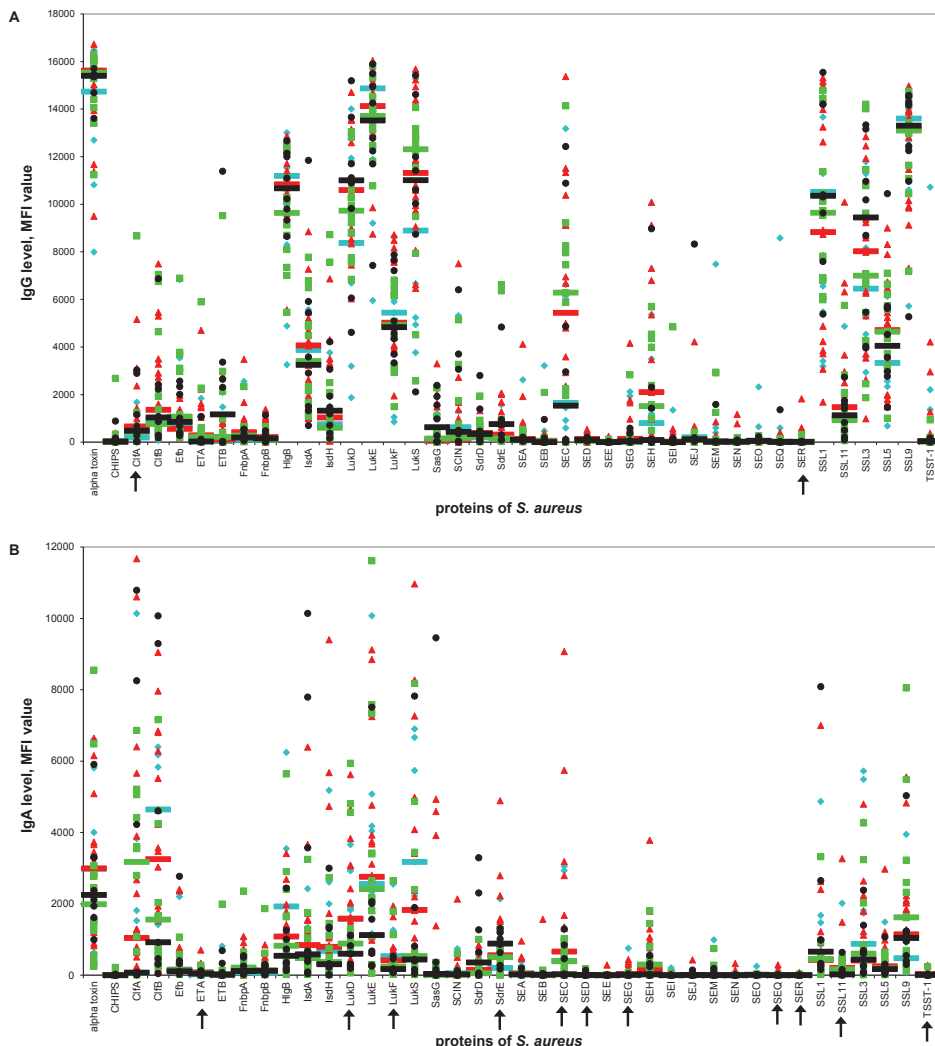 A
18000
16000
14000
12000
10000
8000
6000
4000
2000
0
IgG level, MFI value
alpha toxin
CHIPS
ClfA
ClfB
Efb
ETA
ETB
FnbpA
FnbpB
HlgB
IsdA
IsdH
LukD
LukE
LukF
LukS
SasG
SCIN
SdrD
SdrE
SEA
SEB
SEC
SED
SEE
SEG
SEH
SEI
SEJ
SEM
SEN
SEO
SEQ
SER
SSL1
SSL11
SSL3
SSL5
SSL9
TSST-1
proteins of S. aureus
B
12000
10000
8000
6000
4000
2000
0
IgA level, MFI value
alpha toxin
CHIPS
ClfA
ClfB
Efb
ETA
ETB
FnbpA
FnbpB
HlgB
IsdA
IsdH
LukD
LukE
LukF
LukS
SasG
SCIN
SdrD
SdrE
SEA
SEB
SEC
SED
SEE
SEG
SEH
SEI
SEJ
SEM
SEN
SEO
SEQ
SER
SSL1
SSL11
SSL3
SSL5
SSL9
TSST-1
proteins of S. aureus